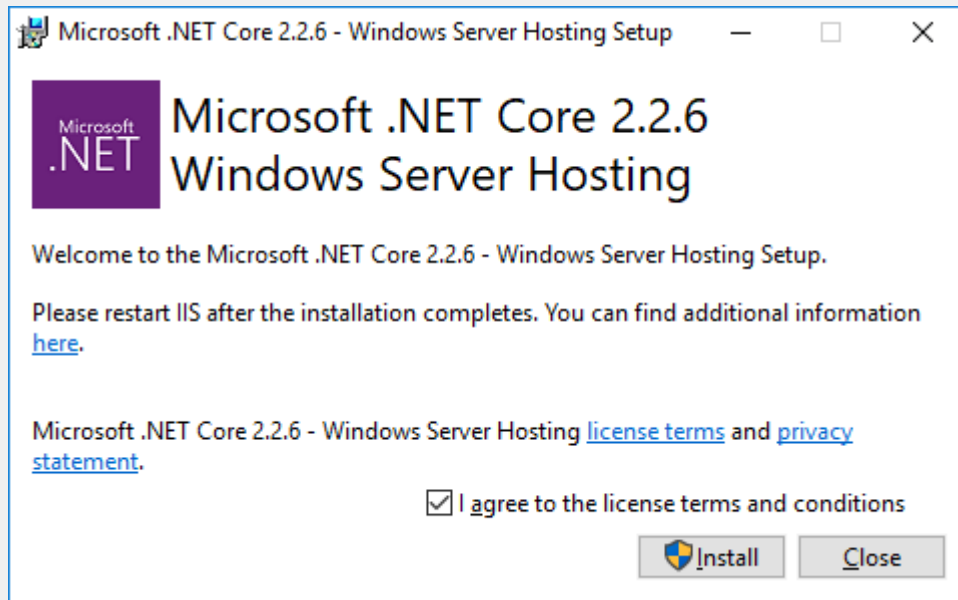 Microsoft .NET Core 2.2.6 - Windows Server Hosting Setup
Microsoft
.NET
Microsoft .NET Core 2.2.6
Windows Server Hosting
Welcome to the Microsoft .NET Core 2.2.6 - Windows Server Hosting Setup.
Please restart IIS after the installation completes. You can find additional information
here.
Microsoft .NET Core 2.2.6 - Windows Server Hosting license terms and privacy
statement.
I agree to the license terms and conditions
Install
Close